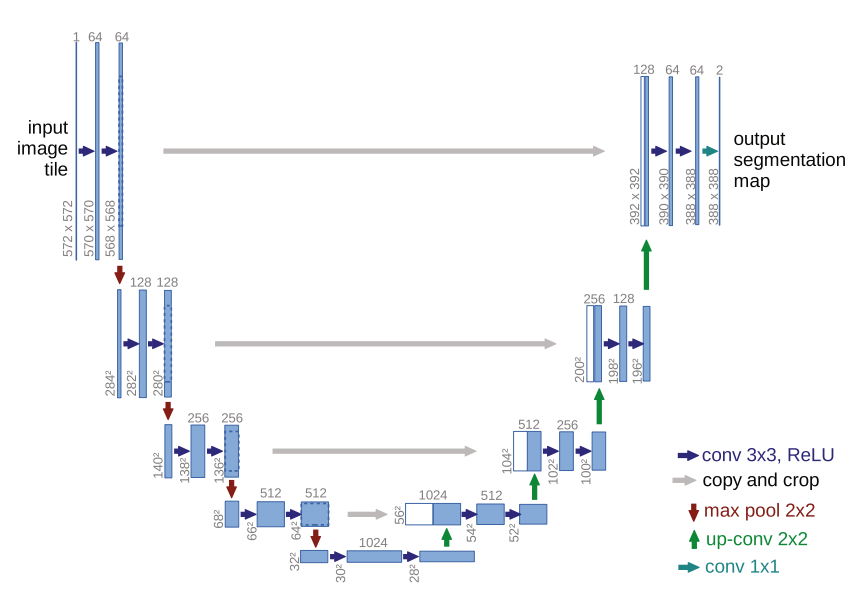 1 64 64
128 64 64 2
input
image
tile
output
segmentation
map
572 x 572
570 x 570
568 x 568
392 x 392
390 x 390
388 x 388
388 x 388
128 128
256 128
284²
282²
280²
200²
198²
196²
256 256
512 256
140²
138²
136²
104²
102²
100²
512 512
1024 512
68²
66²
64²
56²
54²
52²
1024
32²
30²
28²
conv 3x3, ReLU
copy and crop
max pool 2x2
up-conv 2x2
conv 1x1